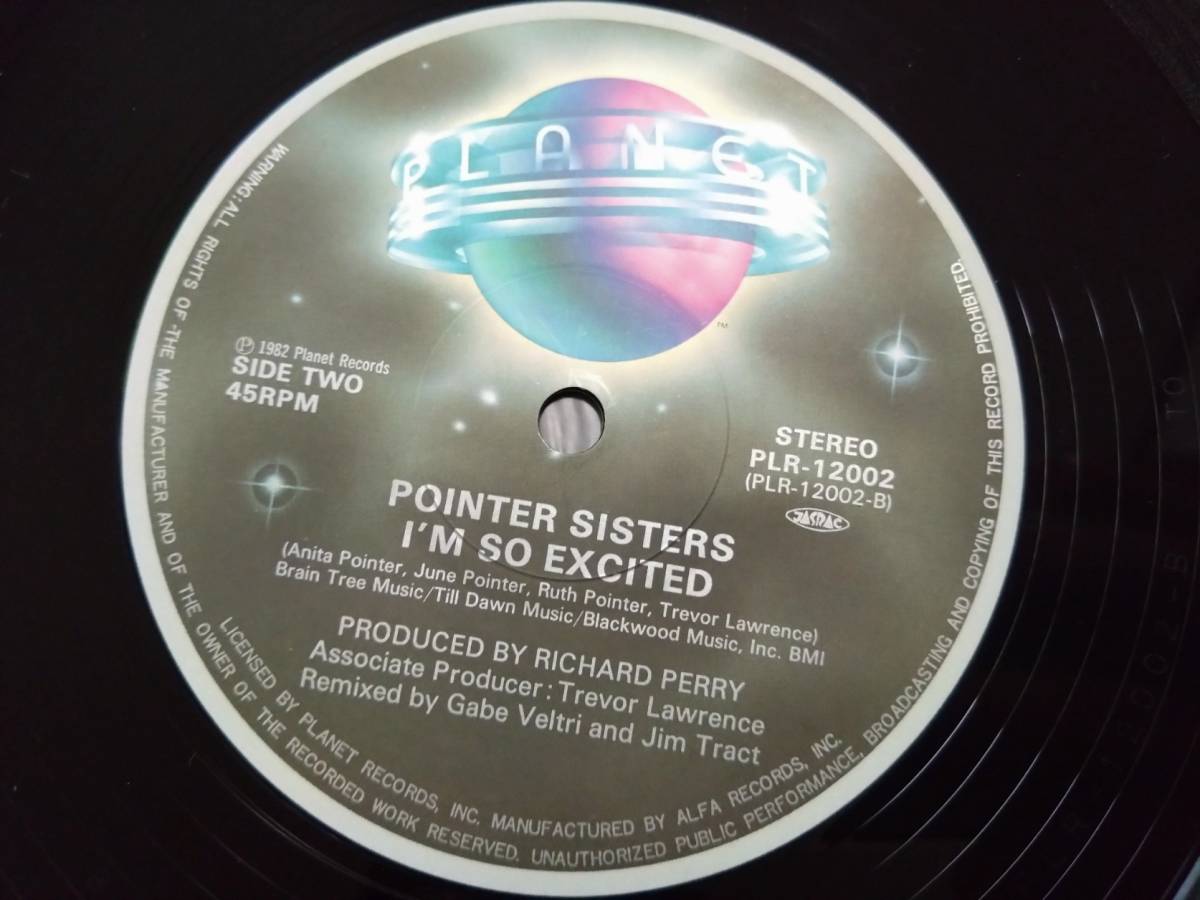 PLANET
TM
Ⓟ 1982 Planet Records
SIDE TWO
45RPM
STEREO
PLR-12002
(PLR-12002-B)
JASRAC
POINTER SISTERS
I'M SO EXCITED
(Anita Pointer, June Pointer, Ruth Pointer, Trevor Lawrence)
Brain Tree Music/Till Dawn Music/Blackwood Music, Inc. BMI
PRODUCED BY RICHARD PERRY
Associate Producer: Trevor Lawrence
Remixed by Gabe Veltri and Jim Tract
LICENSED BY PLANET RECORDS, INC. MANUFACTURED BY ALFA RECORDS, INC.
WARNING: ALL RIGHTS OF THE MANUFACTURER AND OF THE OWNER OF THE RECORDED WORK RESERVED. UNAUTHORIZED PUBLIC PERFORMANCE, BROADCASTING AND COPYING OF THIS RECORD PROHIBITED.